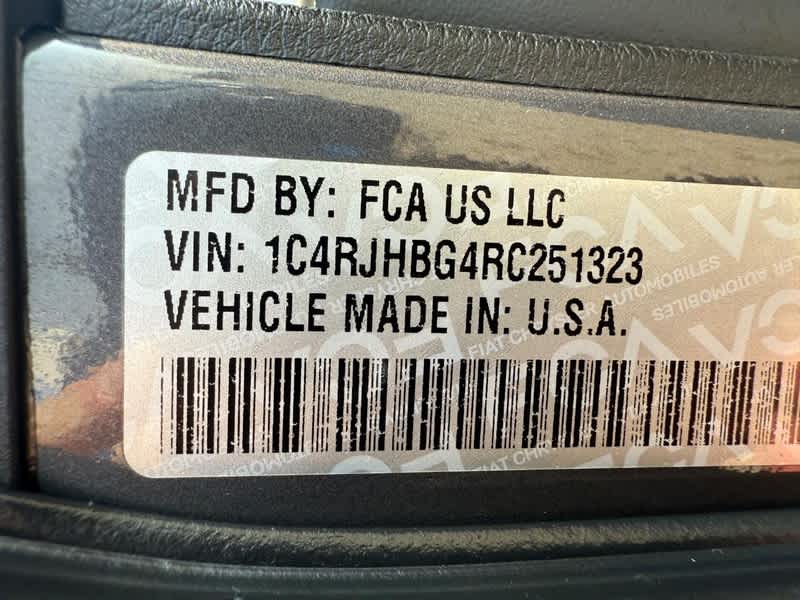 MFD BY: FCA US LLC
VIN: 1C4RJHBG4RC251323
VEHICLE MADE IN: U.S.A.